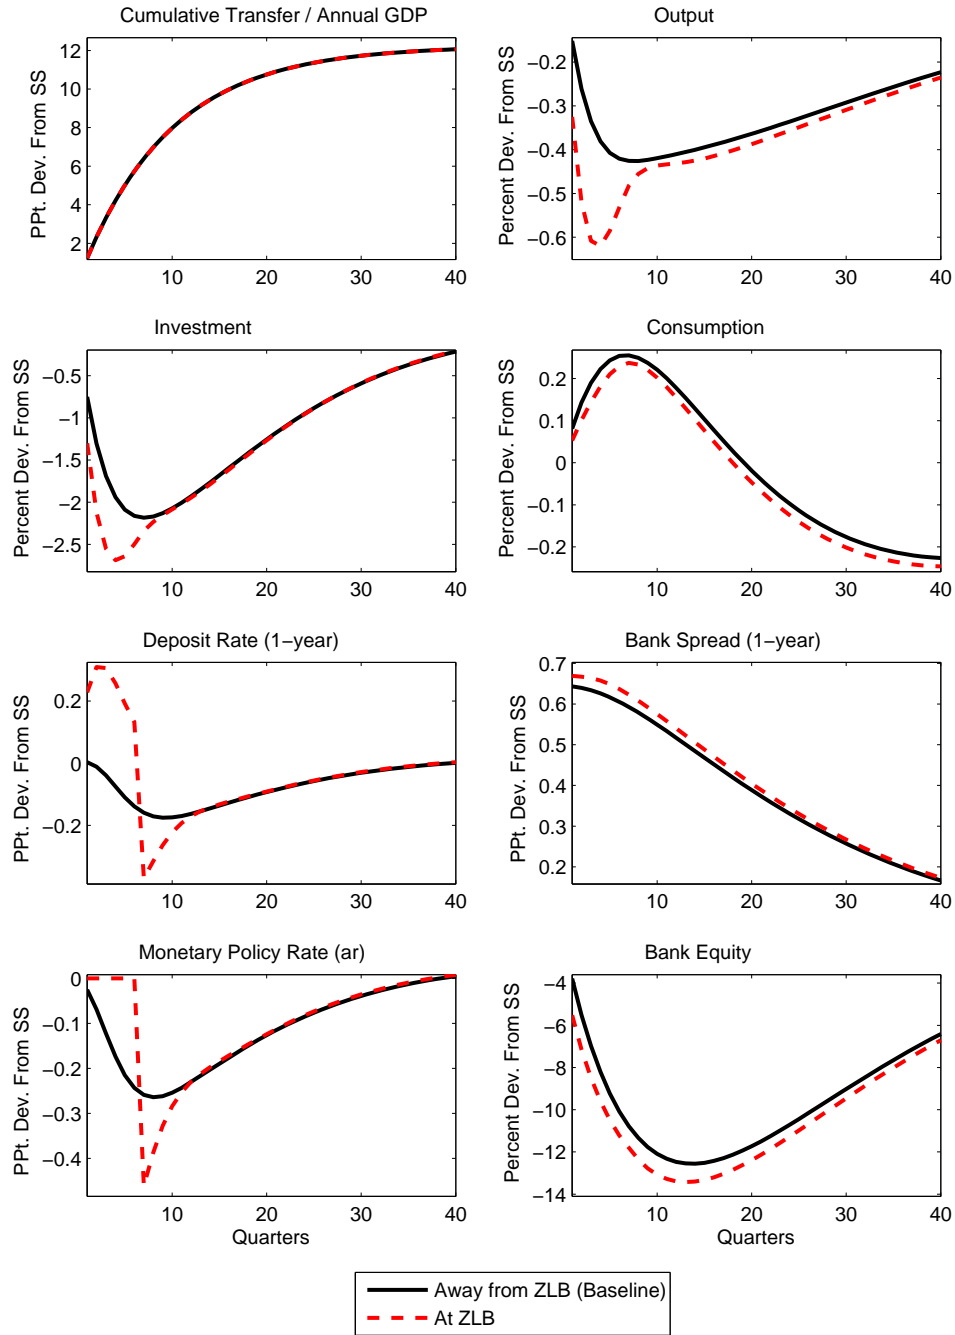 Cumulative Transfer / Annual GDP
PPt. Dev. From SS
12
10
8
6
4
2
10 20 30 40
Output
Percent Dev. From SS
−0.2
−0.3
−0.4
−0.5
−0.6
10 20 30 40
Investment
Percent Dev. From SS
−0.5
−1
−1.5
−2
−2.5
10 20 30 40
Consumption
Percent Dev. From SS
0.2
0.1
0
−0.1
−0.2
10 20 30 40
Deposit Rate (1−year)
PPt. Dev. From SS
0.2
0
−0.2
10 20 30 40
Bank Spread (1−year)
PPt. Dev. From SS
0.7
0.6
0.5
0.4
0.3
0.2
10 20 30 40
Monetary Policy Rate (ar)
PPt. Dev. From SS
0
−0.1
−0.2
−0.3
−0.4
10 20 30 40
Quarters
Bank Equity
Percent Dev. From SS
−4
−6
−8
−10
−12
−14
10 20 30 40
Quarters
Away from ZLB (Baseline)
At ZLB